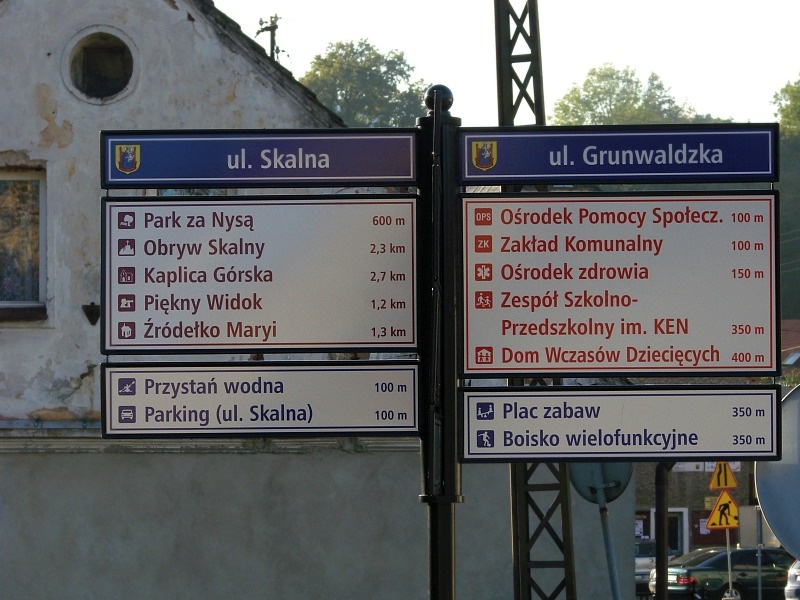 ul. Skalna
Park za Nysą 600 m
Obryw Skalny 2,3 km
Kaplica Górska 2,7 km
Piękny Widok 1,2 km
Źródełko Maryi 1,3 km
Przystań wodna 100 m
Parking (ul. Skalna) 100 m
ul. Grunwaldzka
OPS Ośrodek Pomocy Społecz. 100 m
ZK Zakład Komunalny 100 m
Ośrodek zdrowia 150 m
Zespół Szkolno-
Przedszkolny im. KEN 350 m
Dom Wczasów Dziecięcych 400 m
Plac zabaw 350 m
Boisko wielofunkcyjne 350 m